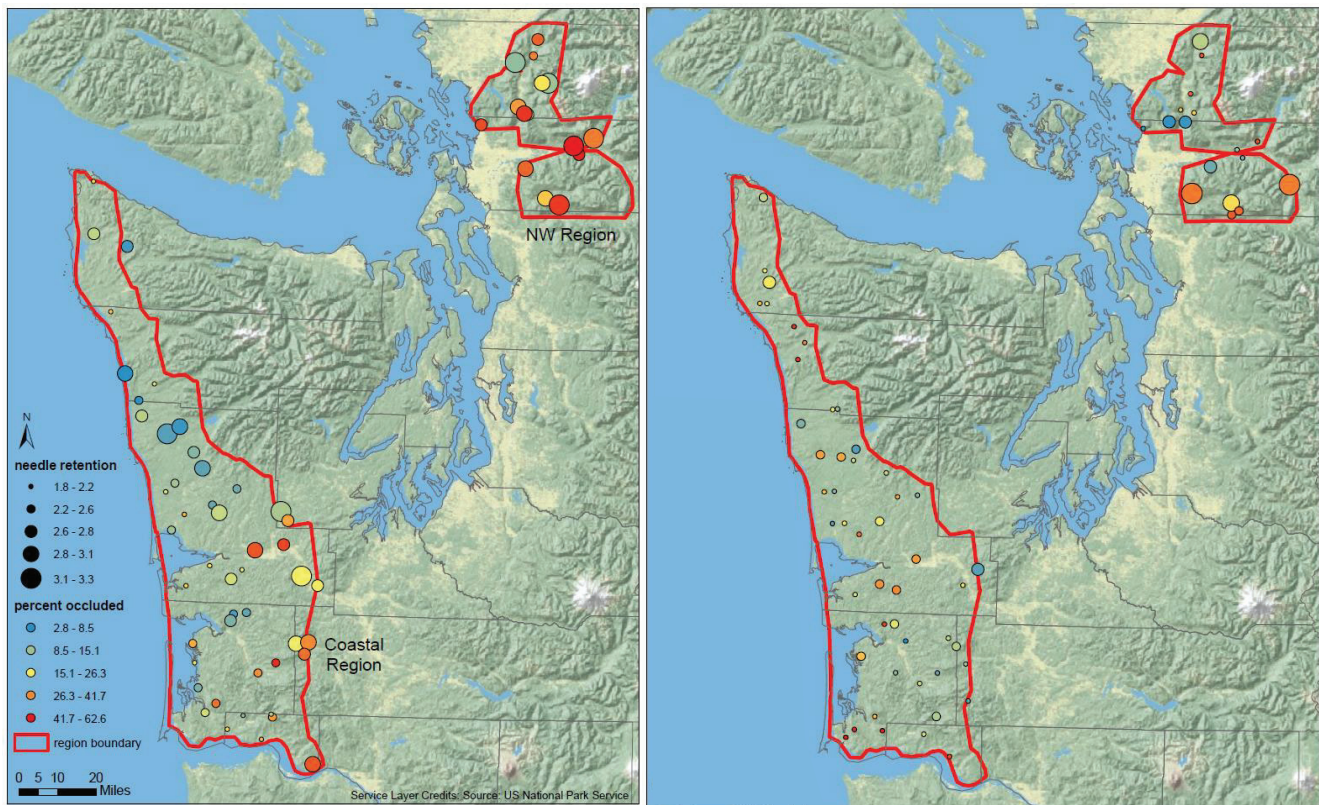 NW Region
Coastal
Region
N
needle retention
1.8 - 2.2
2.2 - 2.6
2.6 - 2.8
2.8 - 3.1
3.1 - 3.3
percent occluded
2.8 - 8.5
8.5 - 15.1
15.1 - 26.3
26.3 - 41.7
41.7 - 62.6
region boundary
0 5 10 20
Miles
Service Layer Credits: Source: US National Park Service